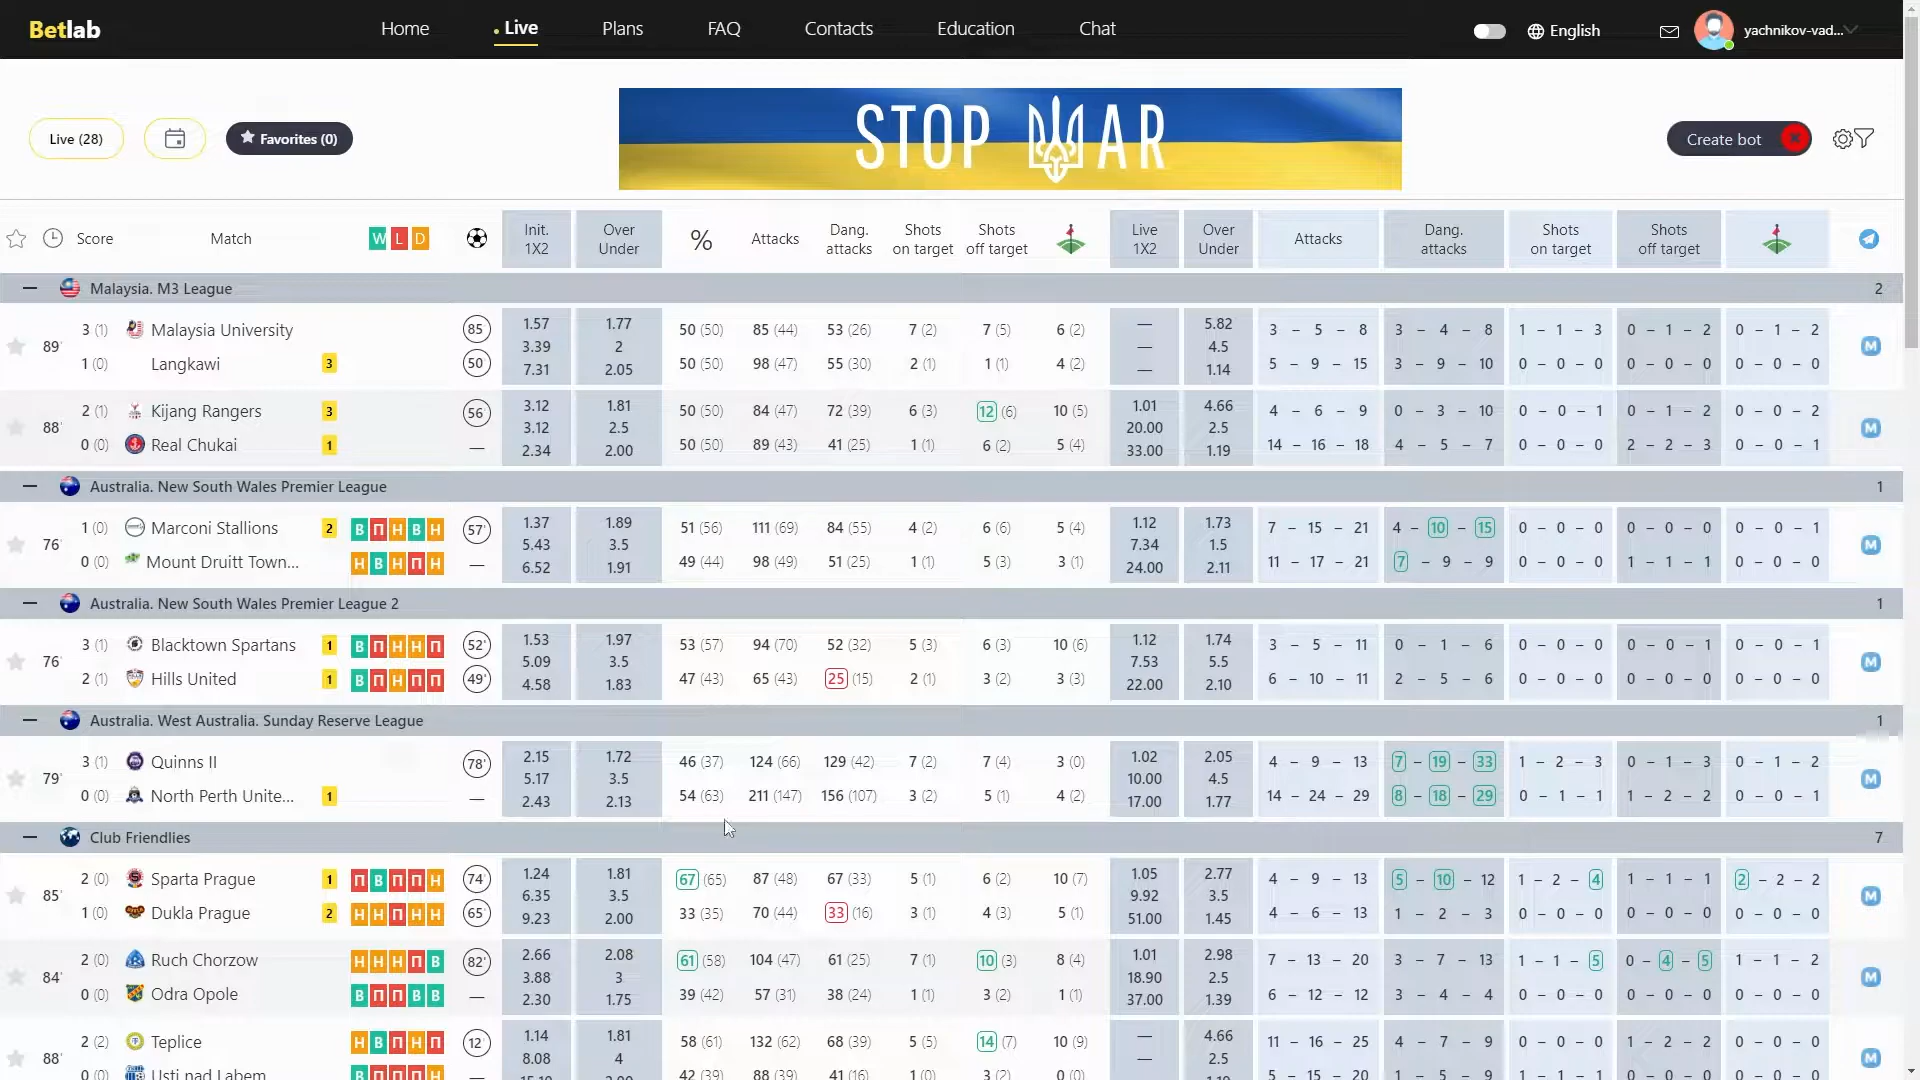 Betlab Home Live Plans FAQ Contacts Education Chat English yachnikov-vad...
Live (28) Favorites (0) STOP WAR Create bot
Score Match W L D Init. 1X2 Over Under % Attacks Dang. attacks Shots on target Shots off target Live 1X2 Over Under Attacks Dang. attacks Shots on target Shots off target
Malaysia. M3 League 2
89'
3 (1) Malaysia University 85 50 (50) 85 (44) 53 (26) 7 (2) 7 (5) 6 (2) 3 – 5 – 8 3 – 4 – 8 1 – 1 – 3 0 – 1 – 2 0 – 1 – 2
1 (0) Langkawi 3 50 50 (50) 98 (47) 55 (30) 2 (1) 1 (1) 4 (2) 5 – 9 – 15 3 – 9 – 10 0 – 0 – 0 0 – 0 – 0 0 – 0 – 0
1.57 1.77 — 5.82
3.39 2 — 4.5
7.31 2.05 — 1.14
M
88'
2 (1) Kijang Rangers 3 56' 50 (50) 84 (47) 72 (39) 6 (3) 12 (6) 10 (5) 4 – 6 – 9 0 – 3 – 10 0 – 0 – 1 0 – 1 – 2 0 – 0 – 2
0 (0) Real Chukai 1 — 50 (50) 89 (43) 41 (25) 1 (1) 6 (2) 5 (4) 14 – 16 – 18 4 – 5 – 7 0 – 0 – 0 2 – 2 – 3 0 – 0 – 1
3.12 1.81 1.01 4.66
3.12 2.5 20.00 2.5
2.34 2.00 33.00 1.19
M
Australia. New South Wales Premier League 1
76'
1 (0) Marconi Stallions 2 В П Н В Н 57' 51 (56) 111 (69) 84 (55) 4 (2) 6 (6) 5 (4) 7 – 15 – 21 4 – 10 – 15 0 – 0 – 0 0 – 0 – 0 0 – 0 – 1
0 (0) Mount Druitt Town... Н В Н П Н — 49 (44) 98 (49) 51 (25) 1 (1) 5 (3) 3 (1) 11 – 17 – 21 7 – 9 – 9 0 – 0 – 0 1 – 1 – 1 0 – 0 – 0
1.37 1.89 1.12 1.73
5.43 3.5 7.34 1.5
6.52 1.91 24.00 2.11
M
Australia. New South Wales Premier League 2 1
76'
3 (1) Blacktown Spartans 1 В П Н Н П 52' 53 (57) 94 (70) 52 (32) 5 (3) 6 (3) 10 (6) 3 – 5 – 11 0 – 1 – 6 0 – 0 – 0 0 – 0 – 1 0 – 0 – 1
2 (1) Hills United 1 В П Н П П 49' 47 (43) 65 (43) 25 (15) 2 (1) 3 (2) 3 (3) 6 – 10 – 11 2 – 5 – 6 0 – 0 – 0 0 – 0 – 0 0 – 0 – 0
1.53 1.97 1.12 1.74
5.09 3.5 7.53 5.5
4.58 1.83 22.00 2.10
M
Australia. West Australia. Sunday Reserve League 1
79'
3 (1) Quinns II 78' 46 (37) 124 (66) 129 (42) 7 (2) 7 (4) 3 (0) 4 – 9 – 13 7 – 19 – 33 1 – 2 – 3 0 – 1 – 3 0 – 1 – 2
0 (0) North Perth Unite... 1 — 54 (63) 211 (147) 156 (107) 3 (2) 5 (1) 4 (2) 14 – 24 – 29 8 – 18 – 29 0 – 1 – 1 1 – 2 – 2 0 – 0 – 1
2.15 1.72 1.02 2.05
5.17 3.5 10.00 4.5
2.43 2.13 17.00 1.77
M
Club Friendlies 7
85'
2 (0) Sparta Prague 1 П В П П Н 74' 67 (65) 87 (48) 67 (33) 5 (1) 6 (2) 10 (7) 4 – 9 – 13 5 – 10 – 12 1 – 2 – 4 1 – 1 – 1 2 – 2 – 2
1 (0) Dukla Prague 2 Н Н П Н Н 65' 33 (35) 70 (44) 33 (16) 3 (1) 4 (3) 5 (1) 4 – 6 – 13 1 – 2 – 3 0 – 0 – 0 0 – 0 – 0 0 – 0 – 0
1.24 1.81 1.05 2.77
6.35 3.5 9.92 3.5
9.23 2.00 51.00 1.45
M
84'
2 (0) Ruch Chorzow Н Н Н П В 82' 61 (58) 104 (47) 61 (25) 7 (1) 10 (3) 8 (4) 7 – 13 – 20 3 – 7 – 13 1 – 1 – 5 0 – 4 – 5 1 – 1 – 2
0 (0) Odra Opole В П П В В — 39 (42) 57 (31) 38 (24) 1 (1) 3 (2) 1 (1) 6 – 12 – 12 3 – 4 – 4 0 – 0 – 0 0 – 0 – 0 0 – 0 – 0
2.66 2.08 1.01 2.98
3.88 3 18.90 2.5
2.30 1.75 37.00 1.39
M
88'
2 (2) Teplice Н В П Н П 12' 58 (61) 132 (62) 68 (39) 5 (5) 14 (7) 10 (9) 11 – 16 – 25 4 – 7 – 9 0 – 0 – 0 1 – 2 – 2 0 – 0 – 0
0 (0) Usti nad Labem В П П П Н — 42 (39) 88 (39) 41 (16) 1 (0) 3 (2) 0 (0) 5 – 15 – 20 1 – 5 – 9 0 – 0 – 0 1 – 1 – 1 0 – 0 – 0
1.14 1.81 — 4.66
8.08 4 — 2.5
M